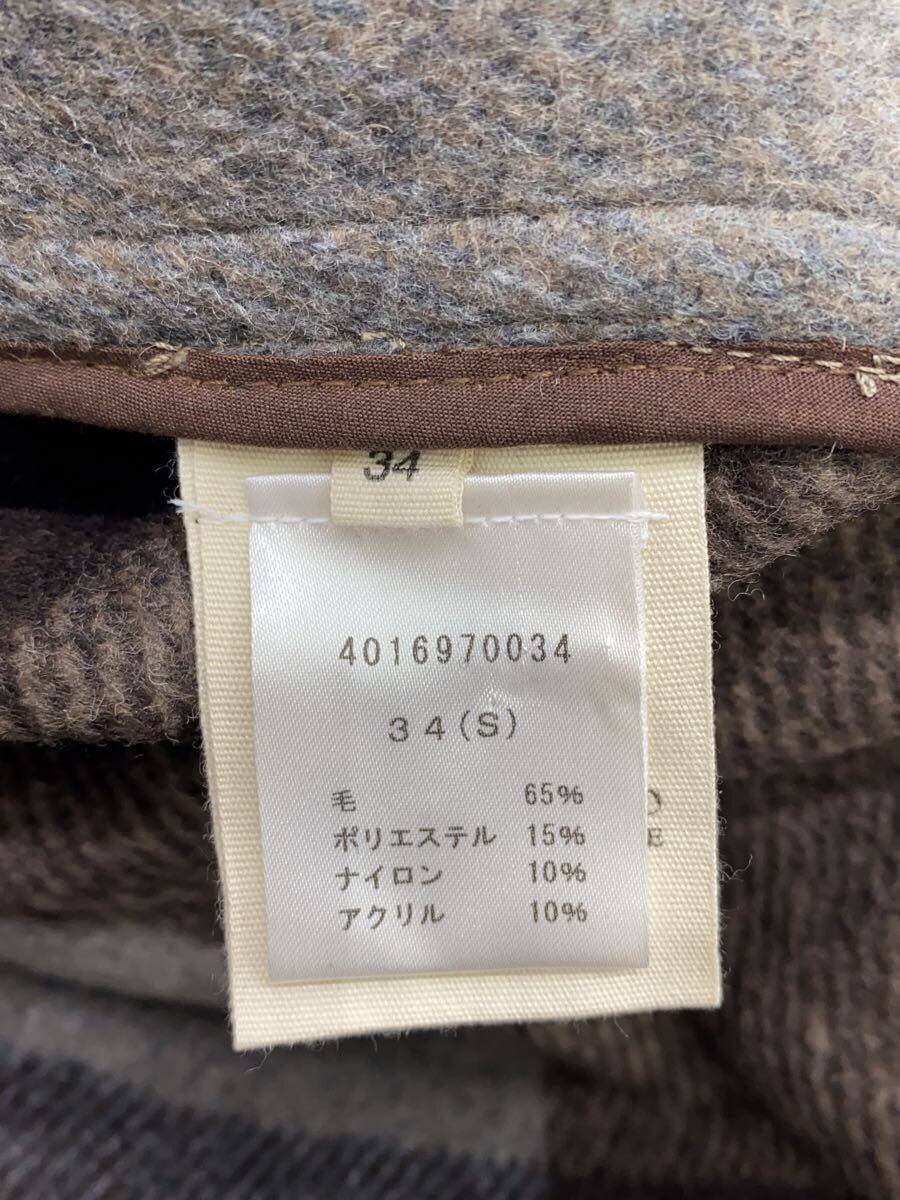 34
4016970034
34(S)
毛 65%
ポリエステル 15%
ナイロン 10%
アクリル 10%